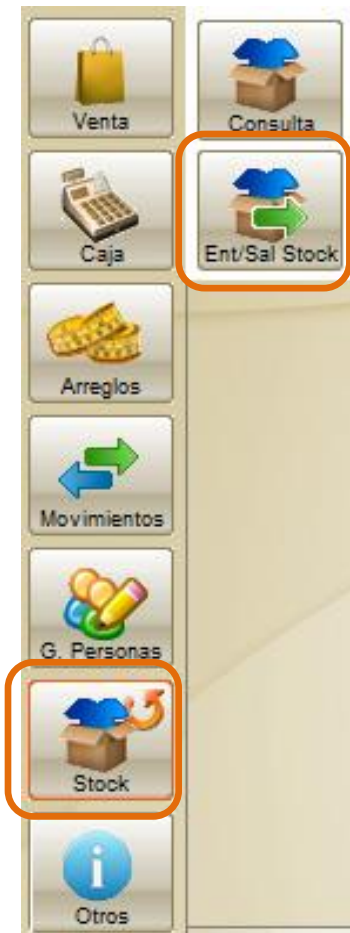 Venta
Consulta
Caja
Ent/Sal Stock
Arreglos
Movimientos
G. Personas
Stock
Otros